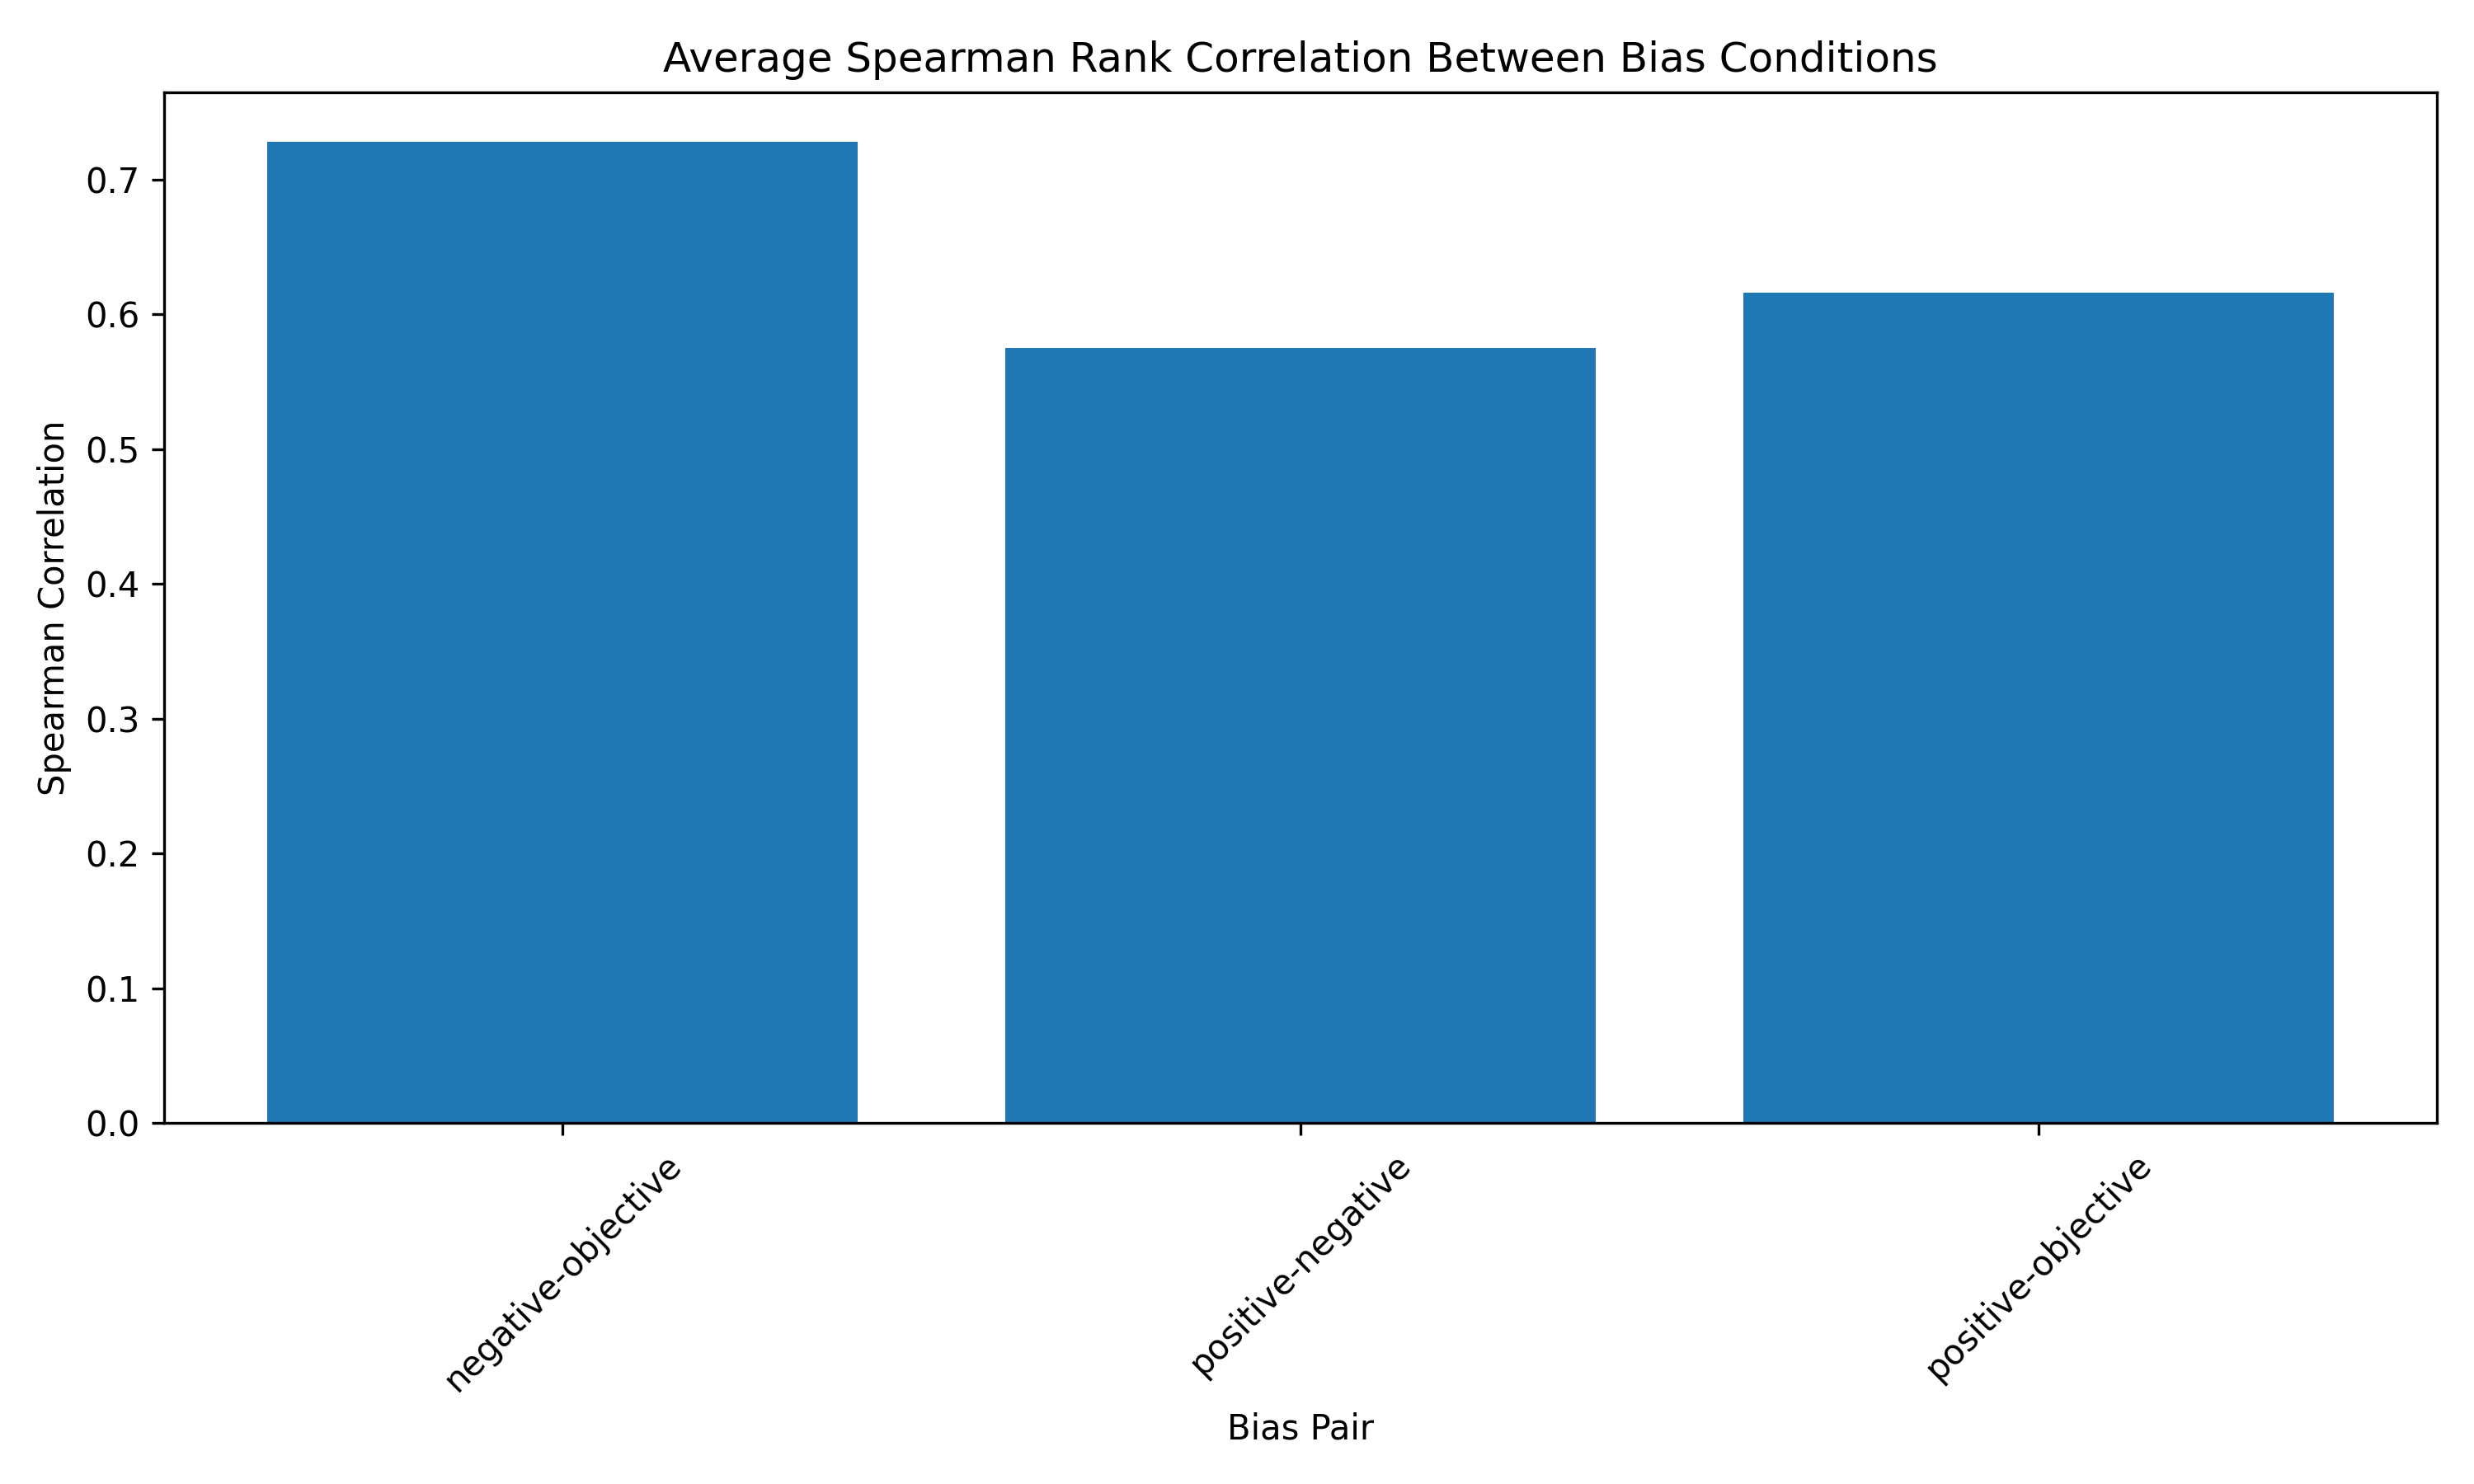 Average Spearman Rank Correlation Between Bias Conditions
Spearman Correlation
0.7
0.6
0.5
0.4
0.3
0.2
0.1
0.0
negative-objective
positive-negative
positive-objective
Bias Pair